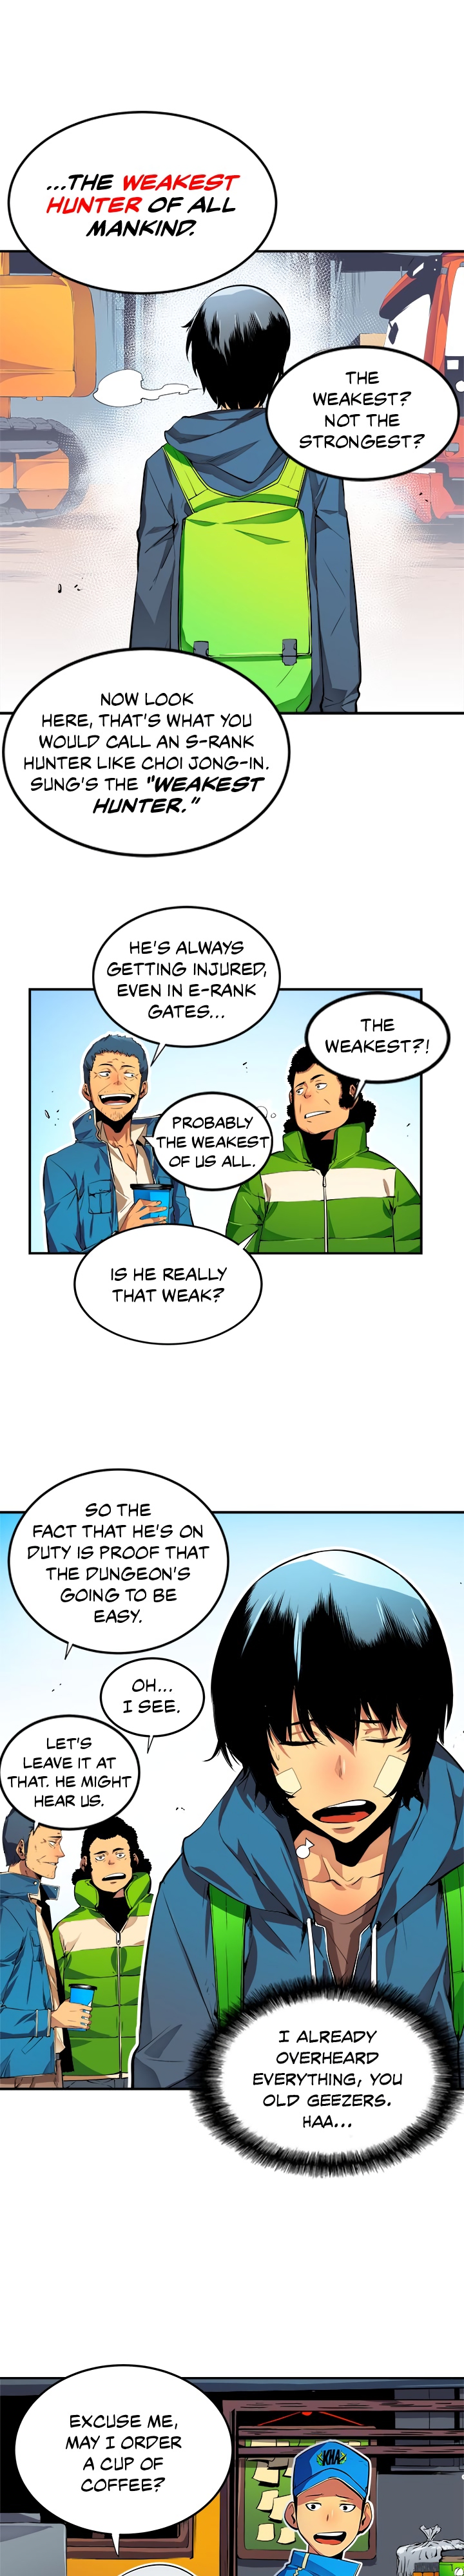 ...THE WEAKEST
HUNTER OF ALL
MANKIND.
THE
WEAKEST?
NOT THE
STRONGEST?
NOW LOOK
HERE, THAT'S WHAT YOU
WOULD CALL AN S-RANK
HUNTER LIKE CHOI JONG-IN.
SUNG'S THE "WEAKEST
HUNTER."
HE'S ALWAYS
GETTING INJURED,
EVEN IN E-RANK
GATES...
THE
WEAKEST?!
PROBABLY
THE WEAKEST
OF US ALL.
IS HE REALLY
THAT WEAK?
SO THE
FACT THAT HE'S ON
DUTY IS PROOF THAT
THE DUNGEON'S
GOING TO BE
EASY.
OH...
I SEE.
LET'S
LEAVE IT AT
THAT. HE MIGHT
HEAR US.
I ALREADY
OVERHEARD
EVERYTHING, YOU
OLD GEEZERS.
HAA...
EXCUSE ME,
MAY I ORDER
A CUP OF
COFFEE?
KHA